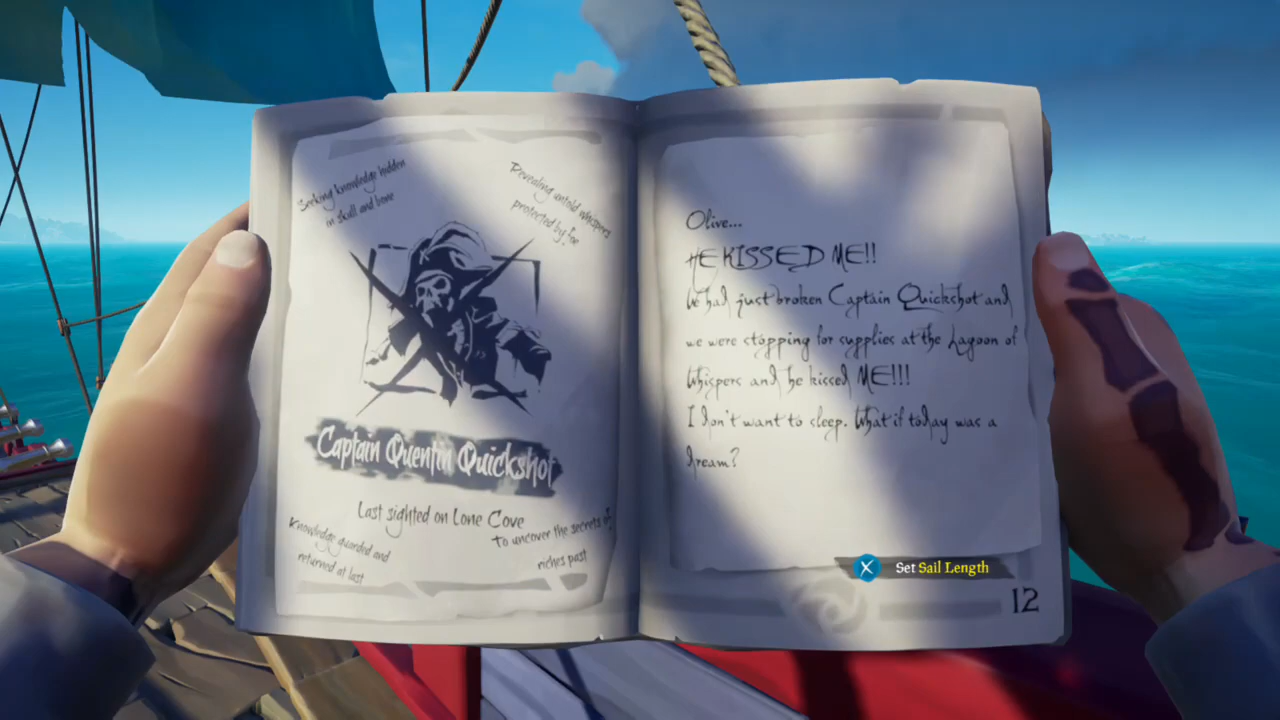 Seeking knowledge hidden
in skull and bone
Revealing untold whispers
protected by foe
Captain Quentin Quickshot
Last sighted on Lone Cove
Knowledge guarded and
returned at last
to uncover the secrets of
riches past
Olive...
HE KISSED ME!!
We had just broken Captain Quickshot and
we were stopping for supplies at the Lagoon of
Whispers and he kissed ME!!!
I don't want to sleep. What if today was a
dream?
X Set Sail Length
12